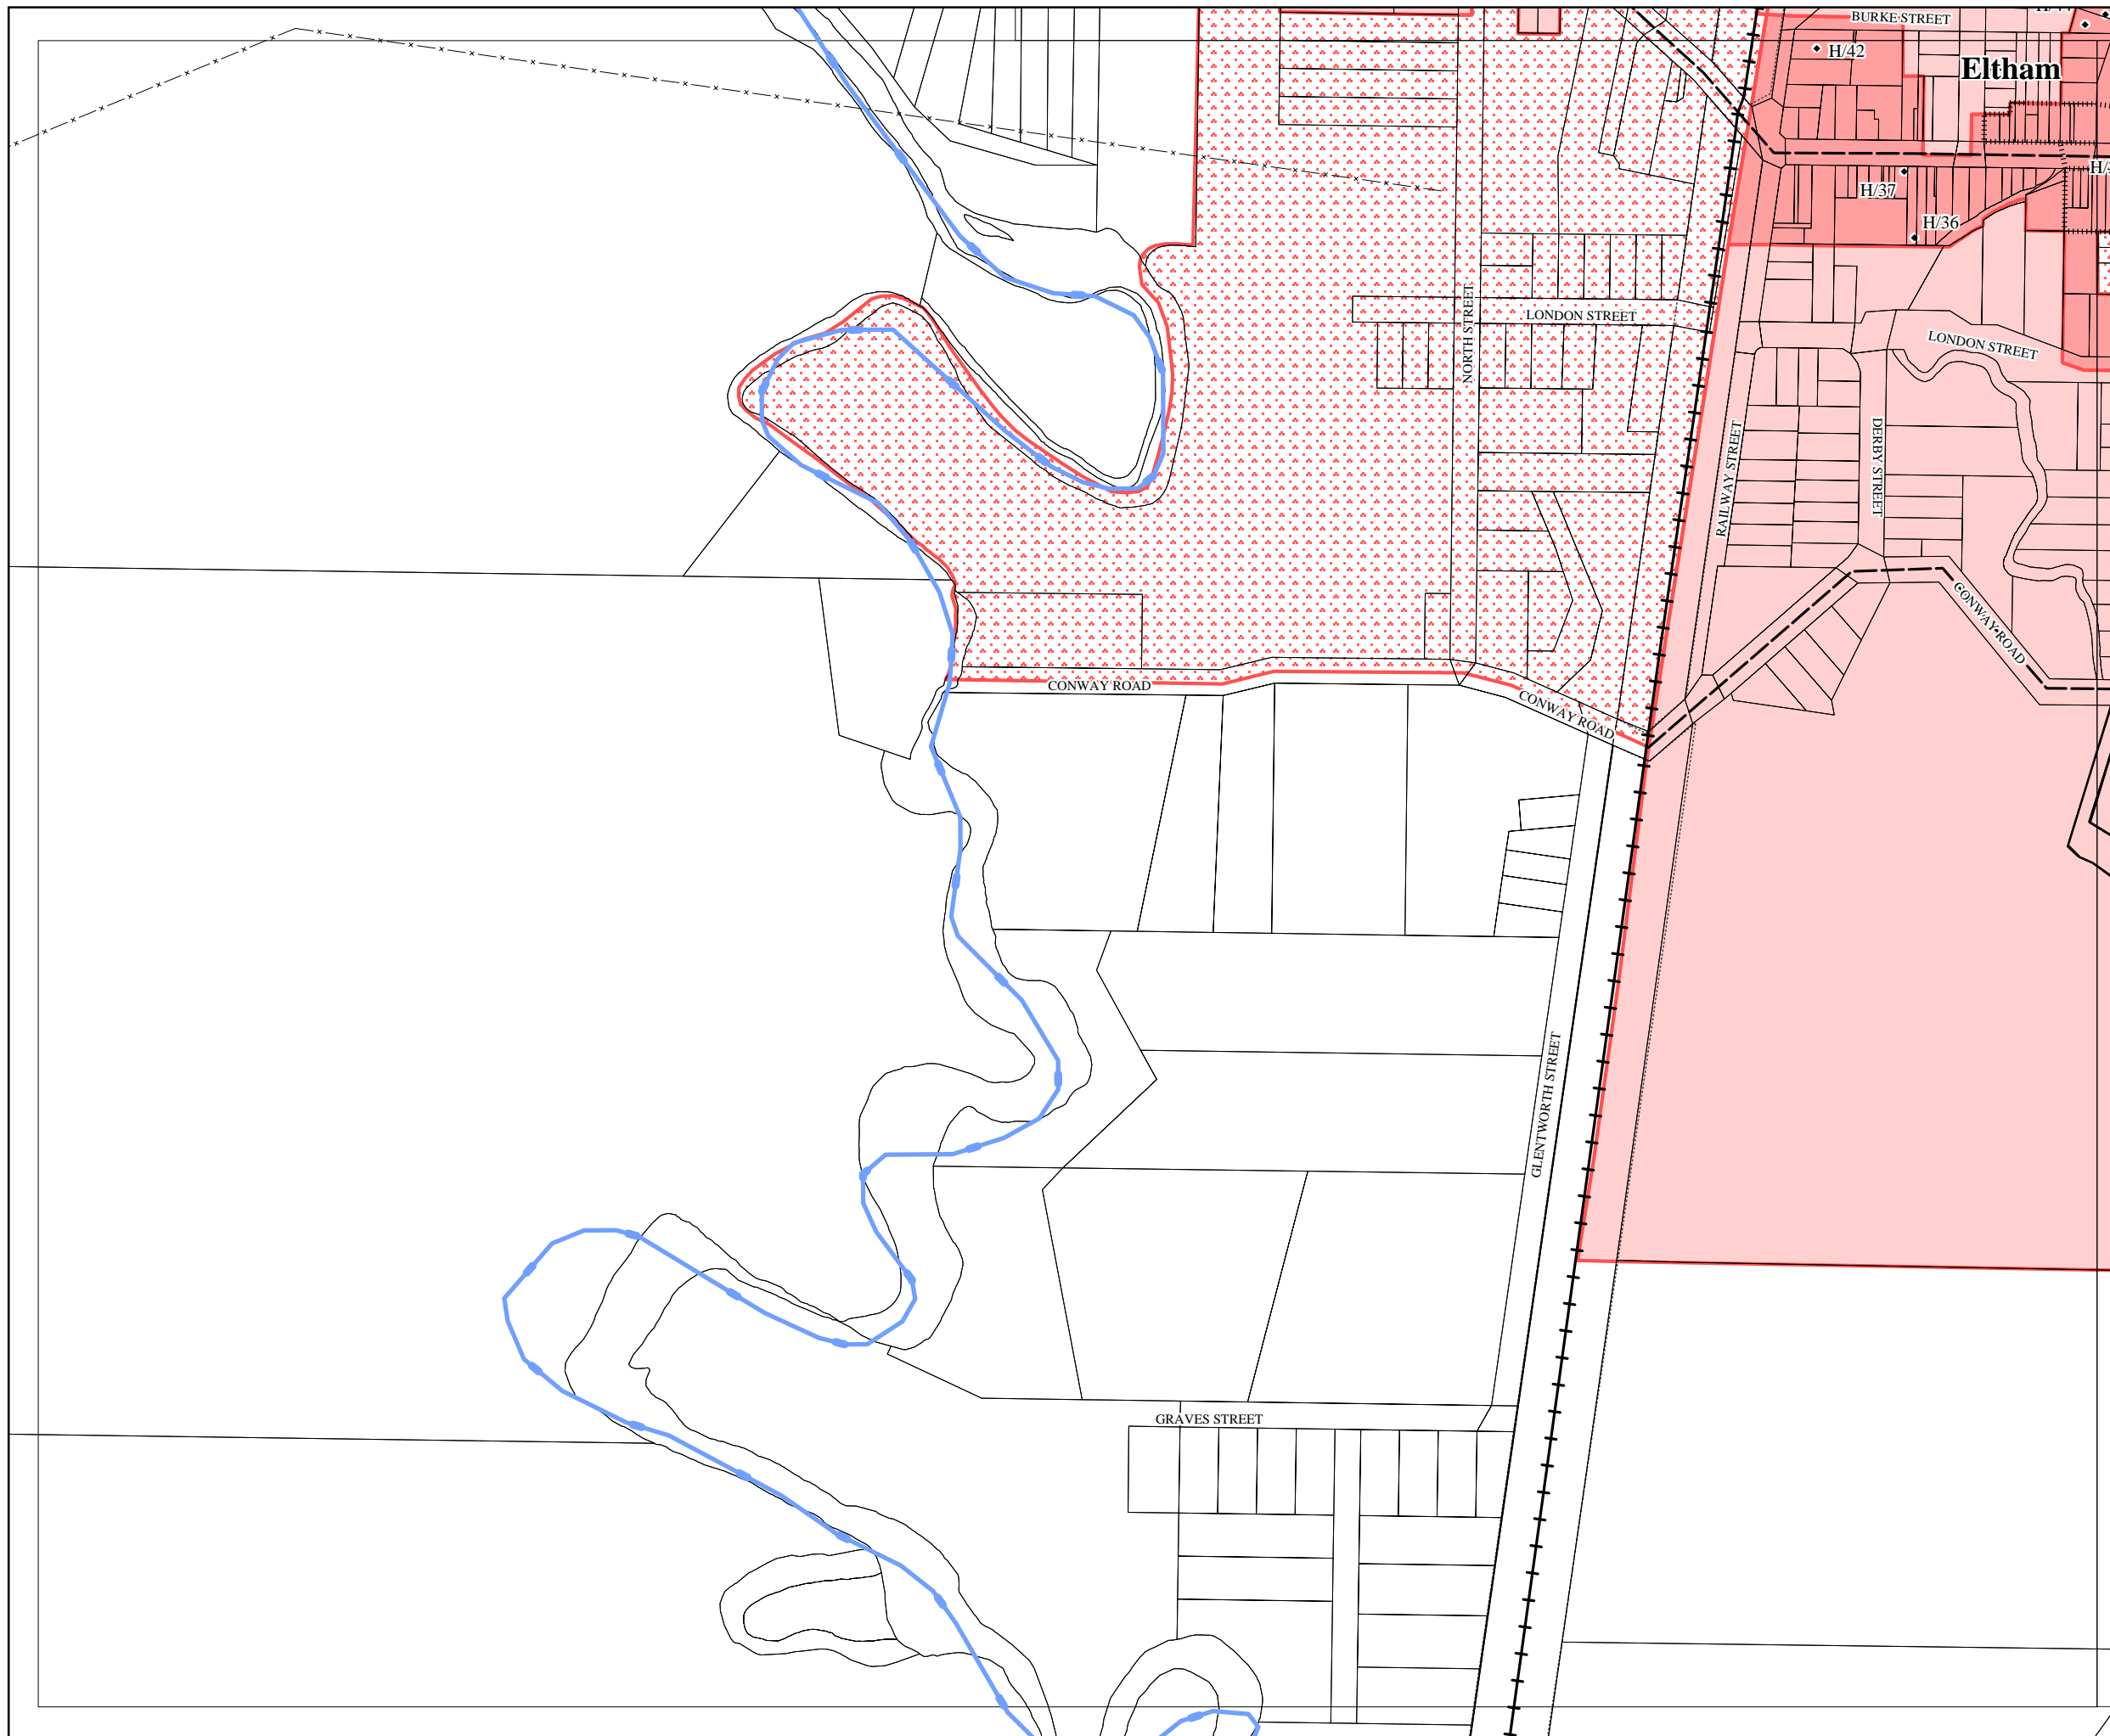 BURKE STREET
H/42
Eltham
H/37
H/36
NORTH STREET
LONDON STREET
LONDON STREET
RAILWAY STREET
DERBY STREET
CONWAY ROAD
CONWAY ROAD
CONWAY ROAD
GLENTWORTH STREET
GRAVES STREET